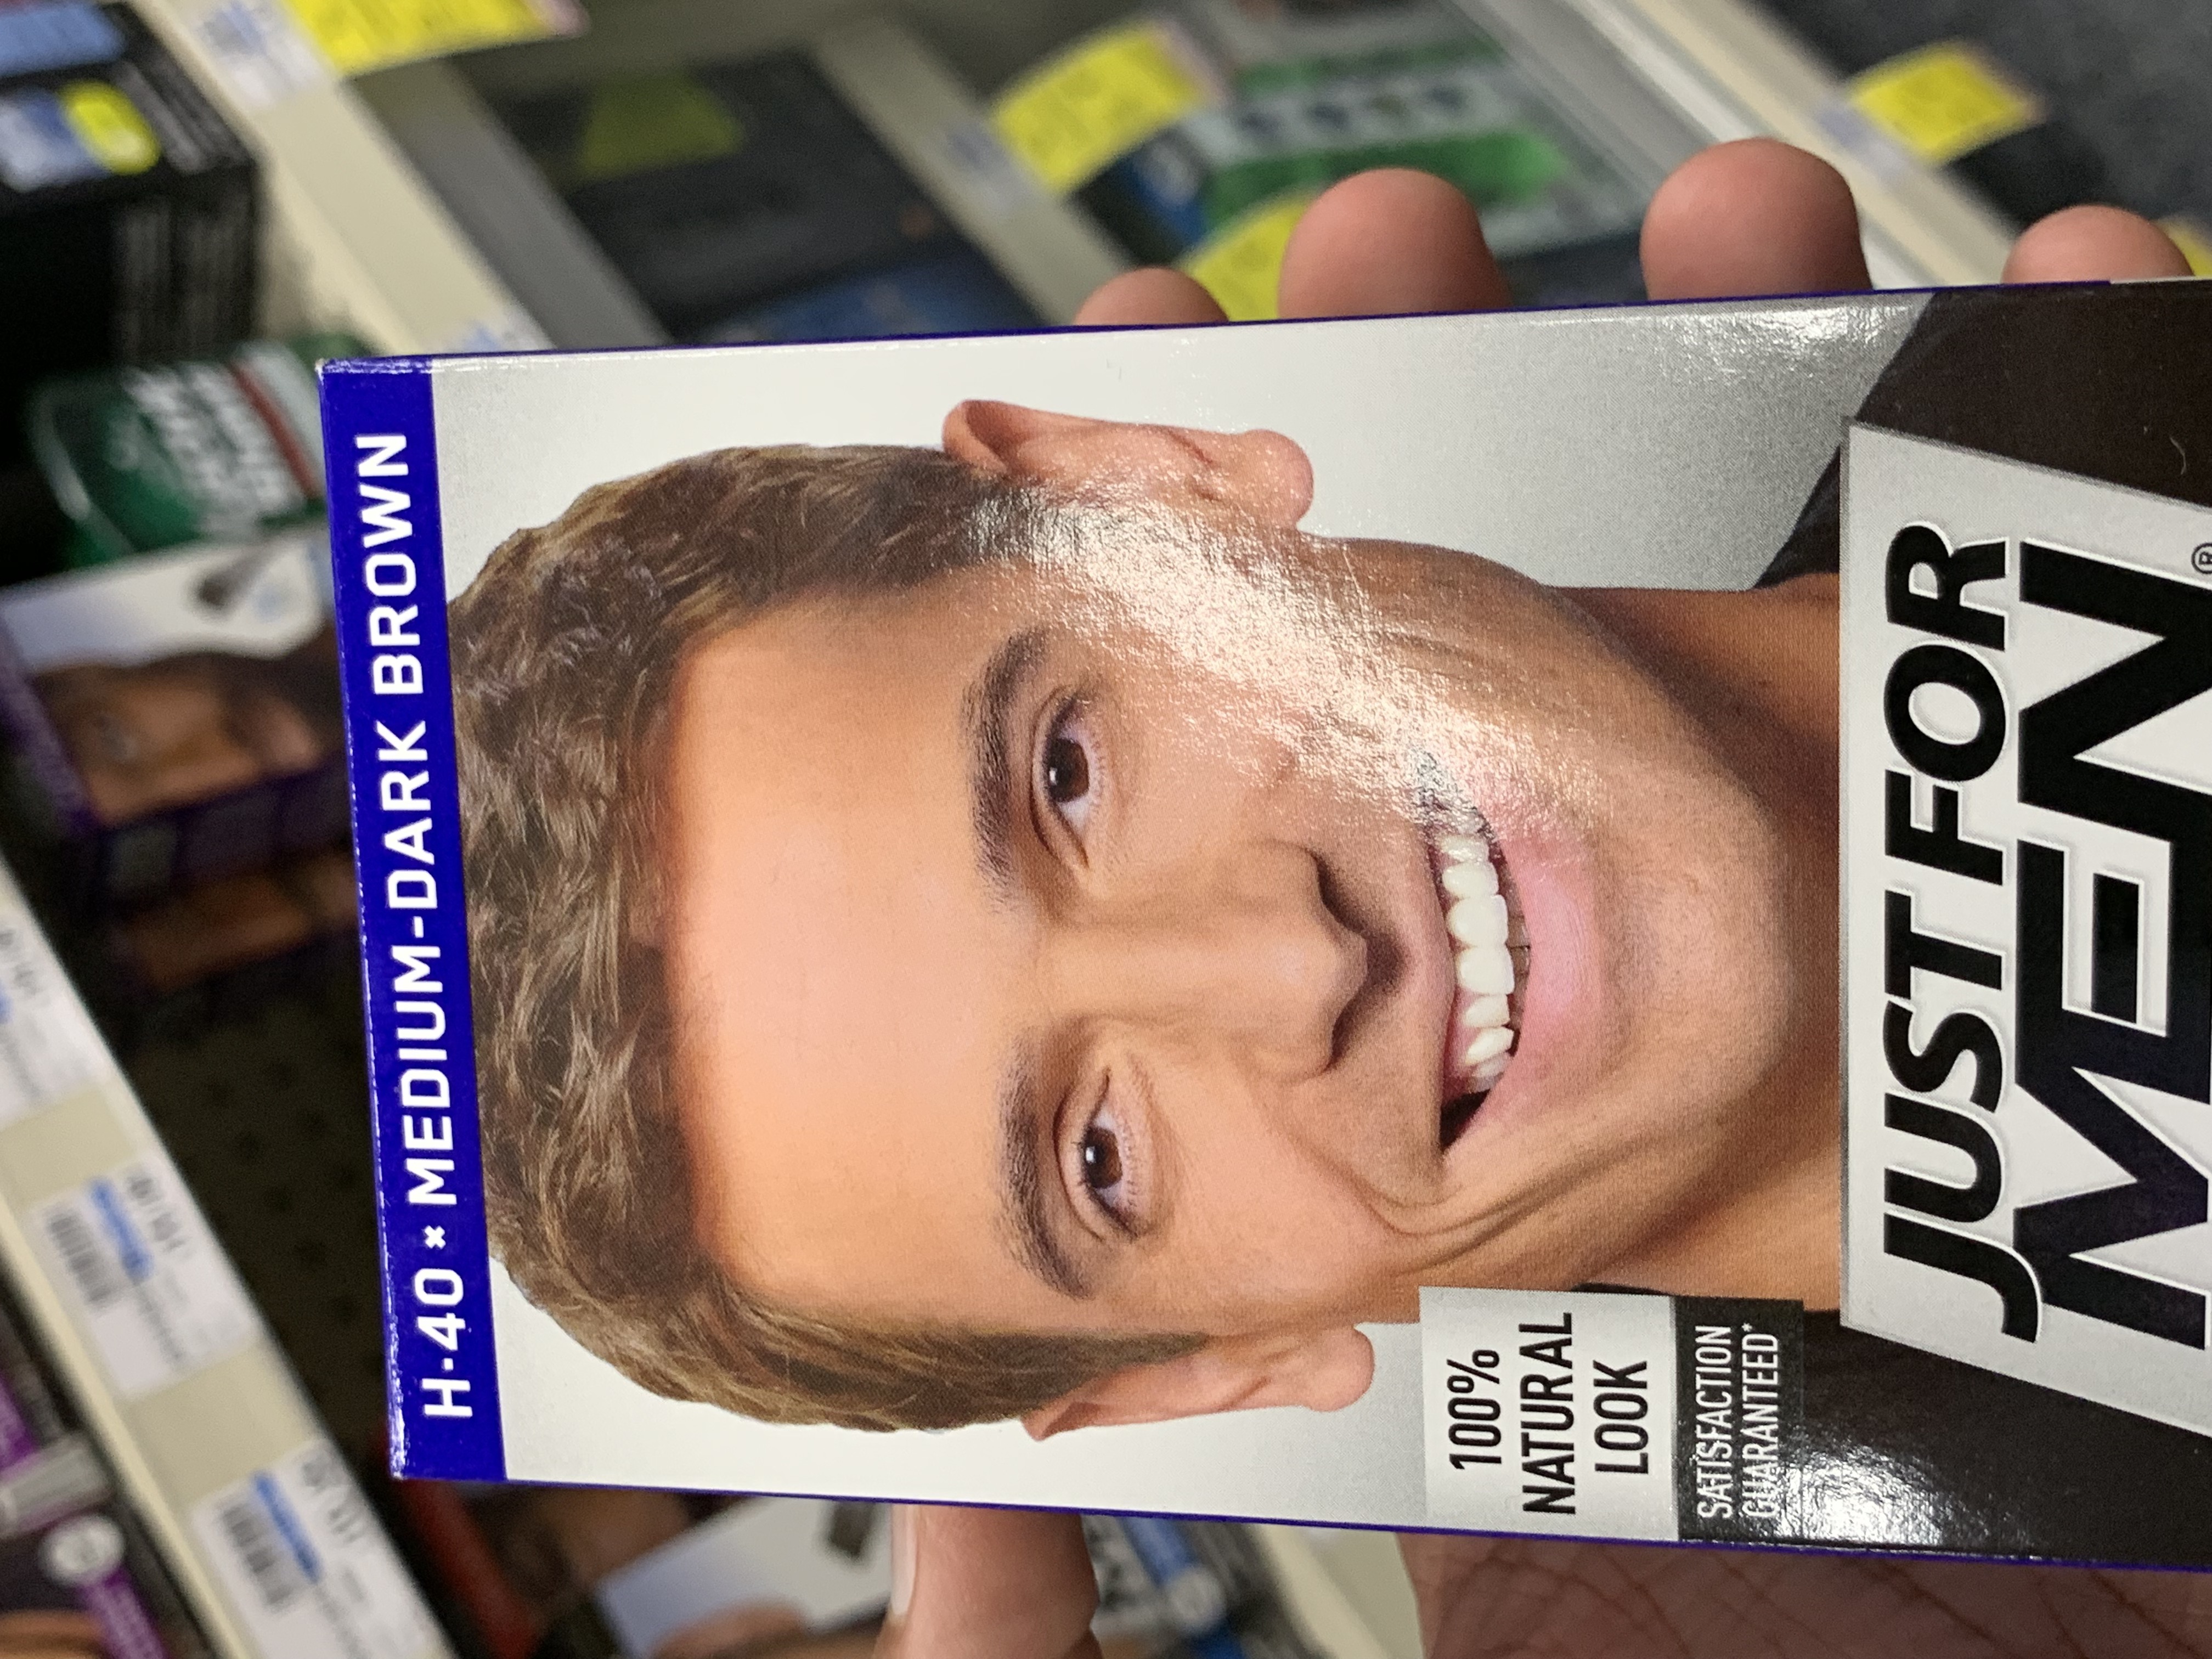 H-40 × MEDIUM-DARK BROWN
100%
NATURAL
LOOK
SATISFACTION
GUARANTEED*
JUST FOR
MEN®